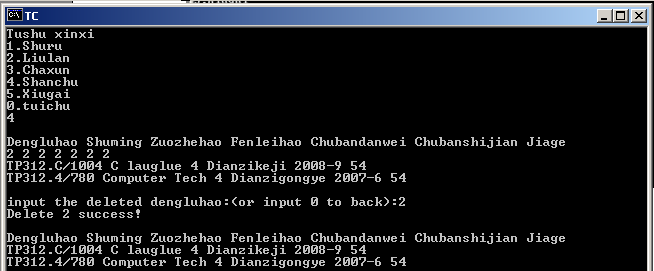 TC
Tushu xinxi
1.Shuru
2.Liulan
3.Chaxun
4.Shanchu
5.Xiugai
0.tuichu
4
Dengluhao Shuming Zuozhehao Fenleihao Chubandanwei Chubanshijian Jiage
2 2 2 2 2 2 2
TP312.C/1004 C lauglue 4 Dianzikeji 2008-9 54
TP312.4/780 Computer Tech 4 Dianzigongye 2007-6 54
input the deleted dengluhao:(or input 0 to back):2
Delete 2 success!
Dengluhao Shuming Zuozhehao Fenleihao Chubandanwei Chubanshijian Jiage
TP312.C/1004 C lauglue 4 Dianzikeji 2008-9 54
TP312.4/780 Computer Tech 4 Dianzigongye 2007-6 54